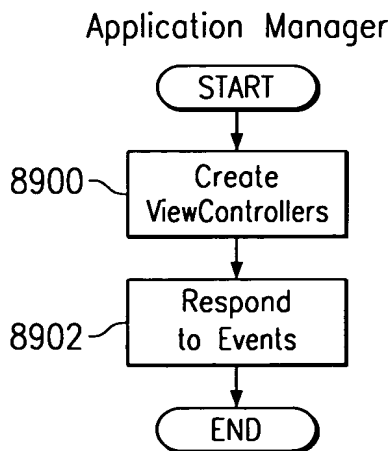 Application Manager
START
8900
Create
ViewControllers
8902
Respond
to Events
END